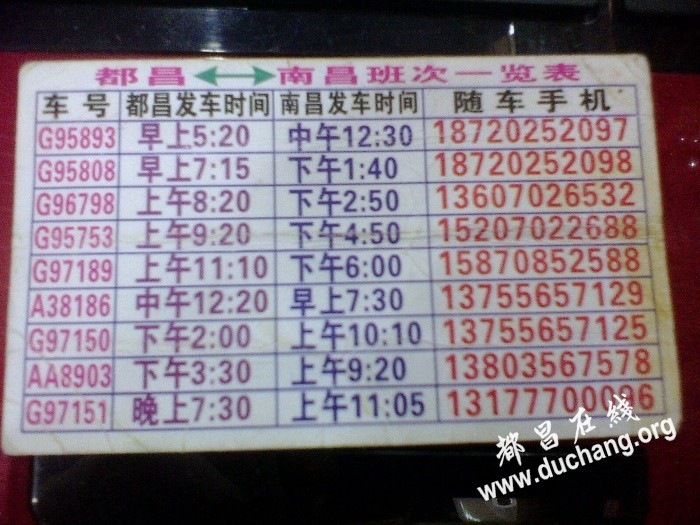 都昌↔南昌班次一览表
车号 都昌发车时间 南昌发车时间 随车手机
G95893 早上5:20 中午12:30 18720252097
G95808 早上7:15 下午1:40 18720252098
G96798 上午8:20 下午2:50 13607026532
G95753 上午9:20 下午4:50 15207022688
G97189 上午11:10 下午6:00 15870852588
A38186 中午12:20 早上7:30 13755657129
G97150 下午2:00 上午10:10 13755657125
AA8903 下午3:30 上午9:20 13803567578
G97151 晚上7:30 上午11:05 13177700096
都昌在线
www.duchang.org